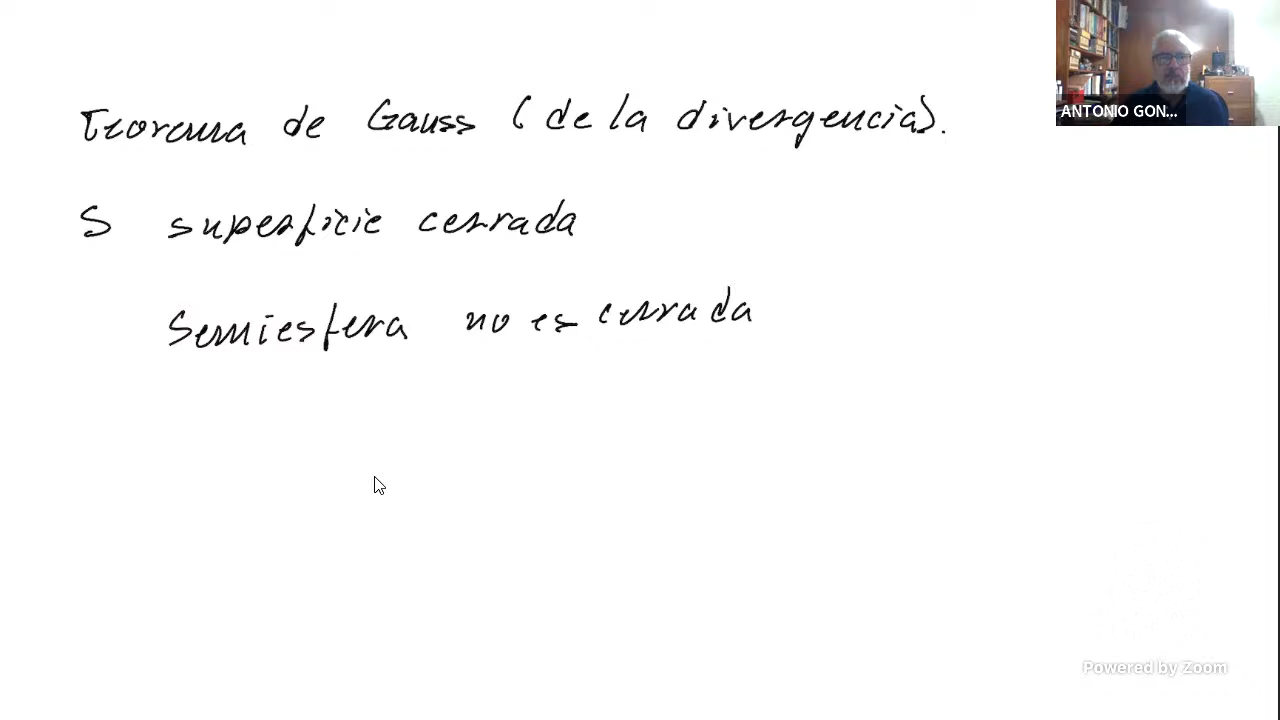 Teorema de Gauss (de la divergencia).
ANTONIO GON...
S superficie cerrada
Semiesfera no es cerrada
Powered by Zoom